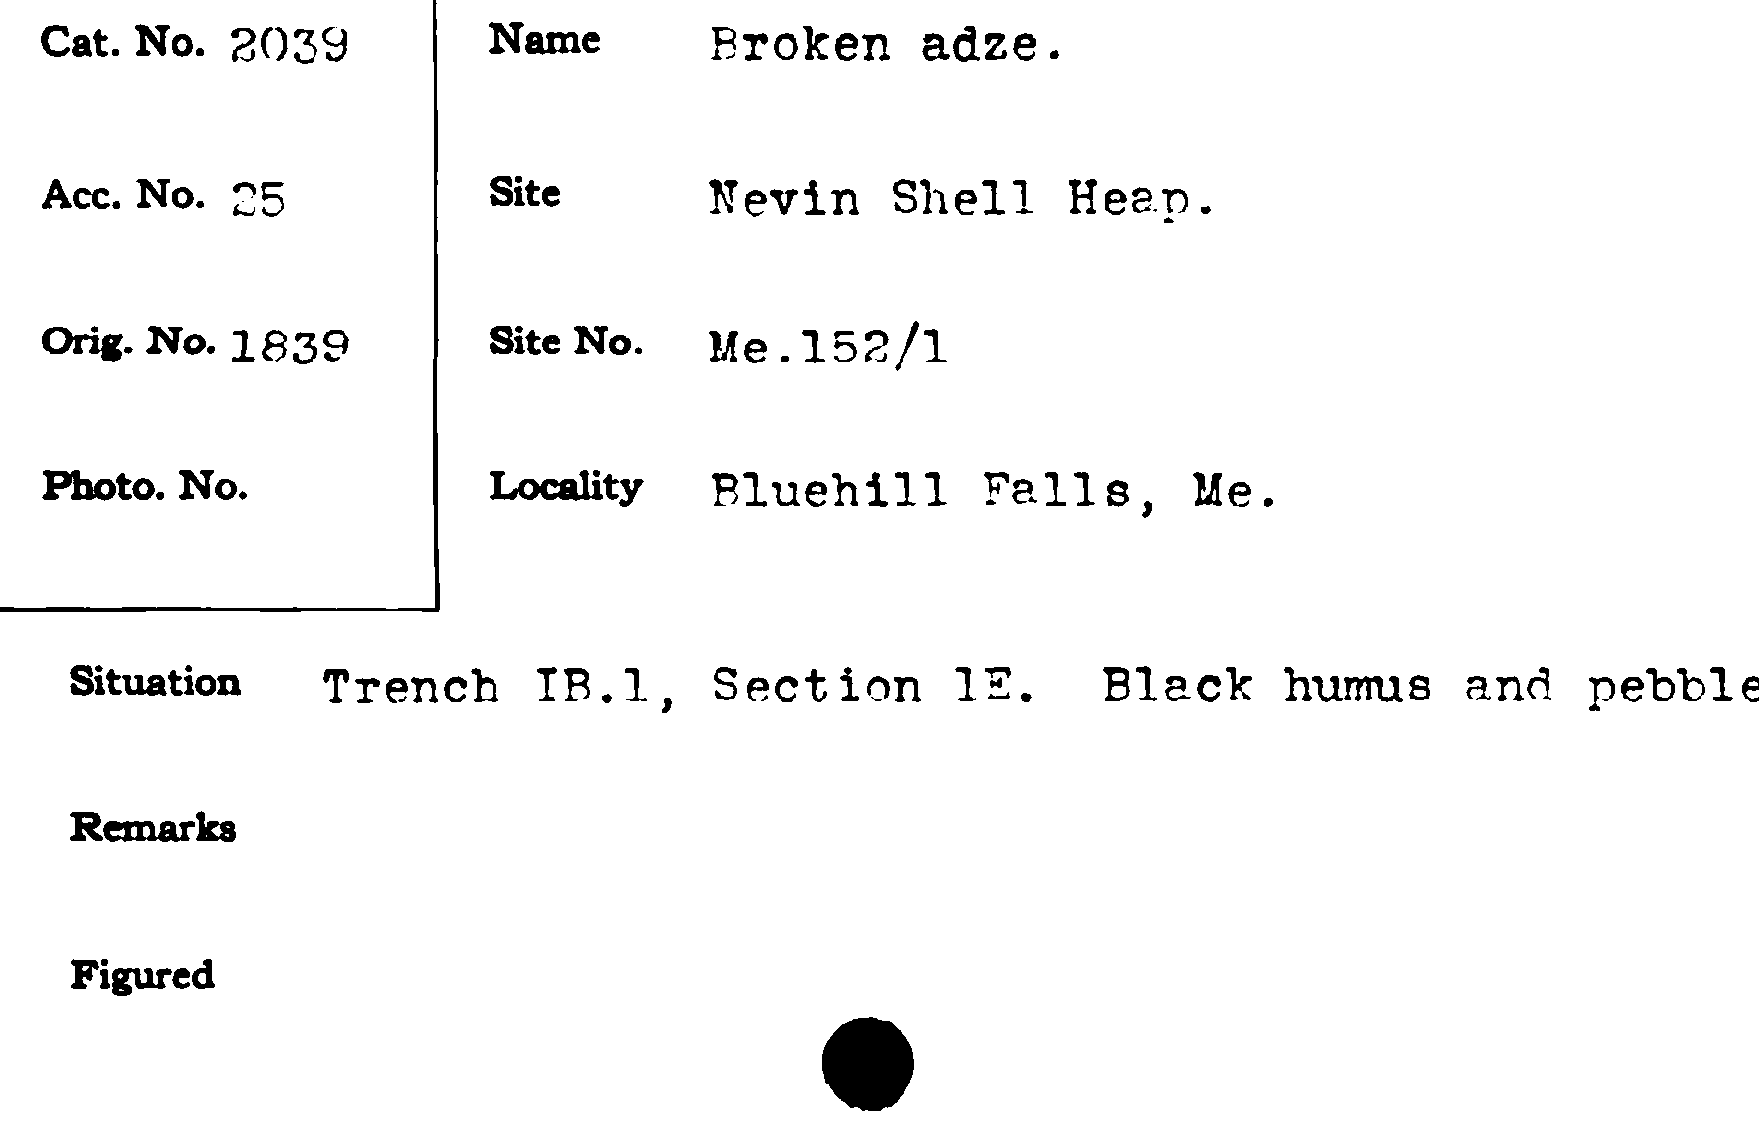 Cat. No. 2039
Name Broken adze.
Acc. No. 25
Site Nevin Shell Heap.
Orig. No. 1839
Site No. Me.152/1
Photo. No.
Locality Bluehill Falls, Me.
Situation Trench IB.1, Section 1E. Black humus and pebble
Remarks
Figured